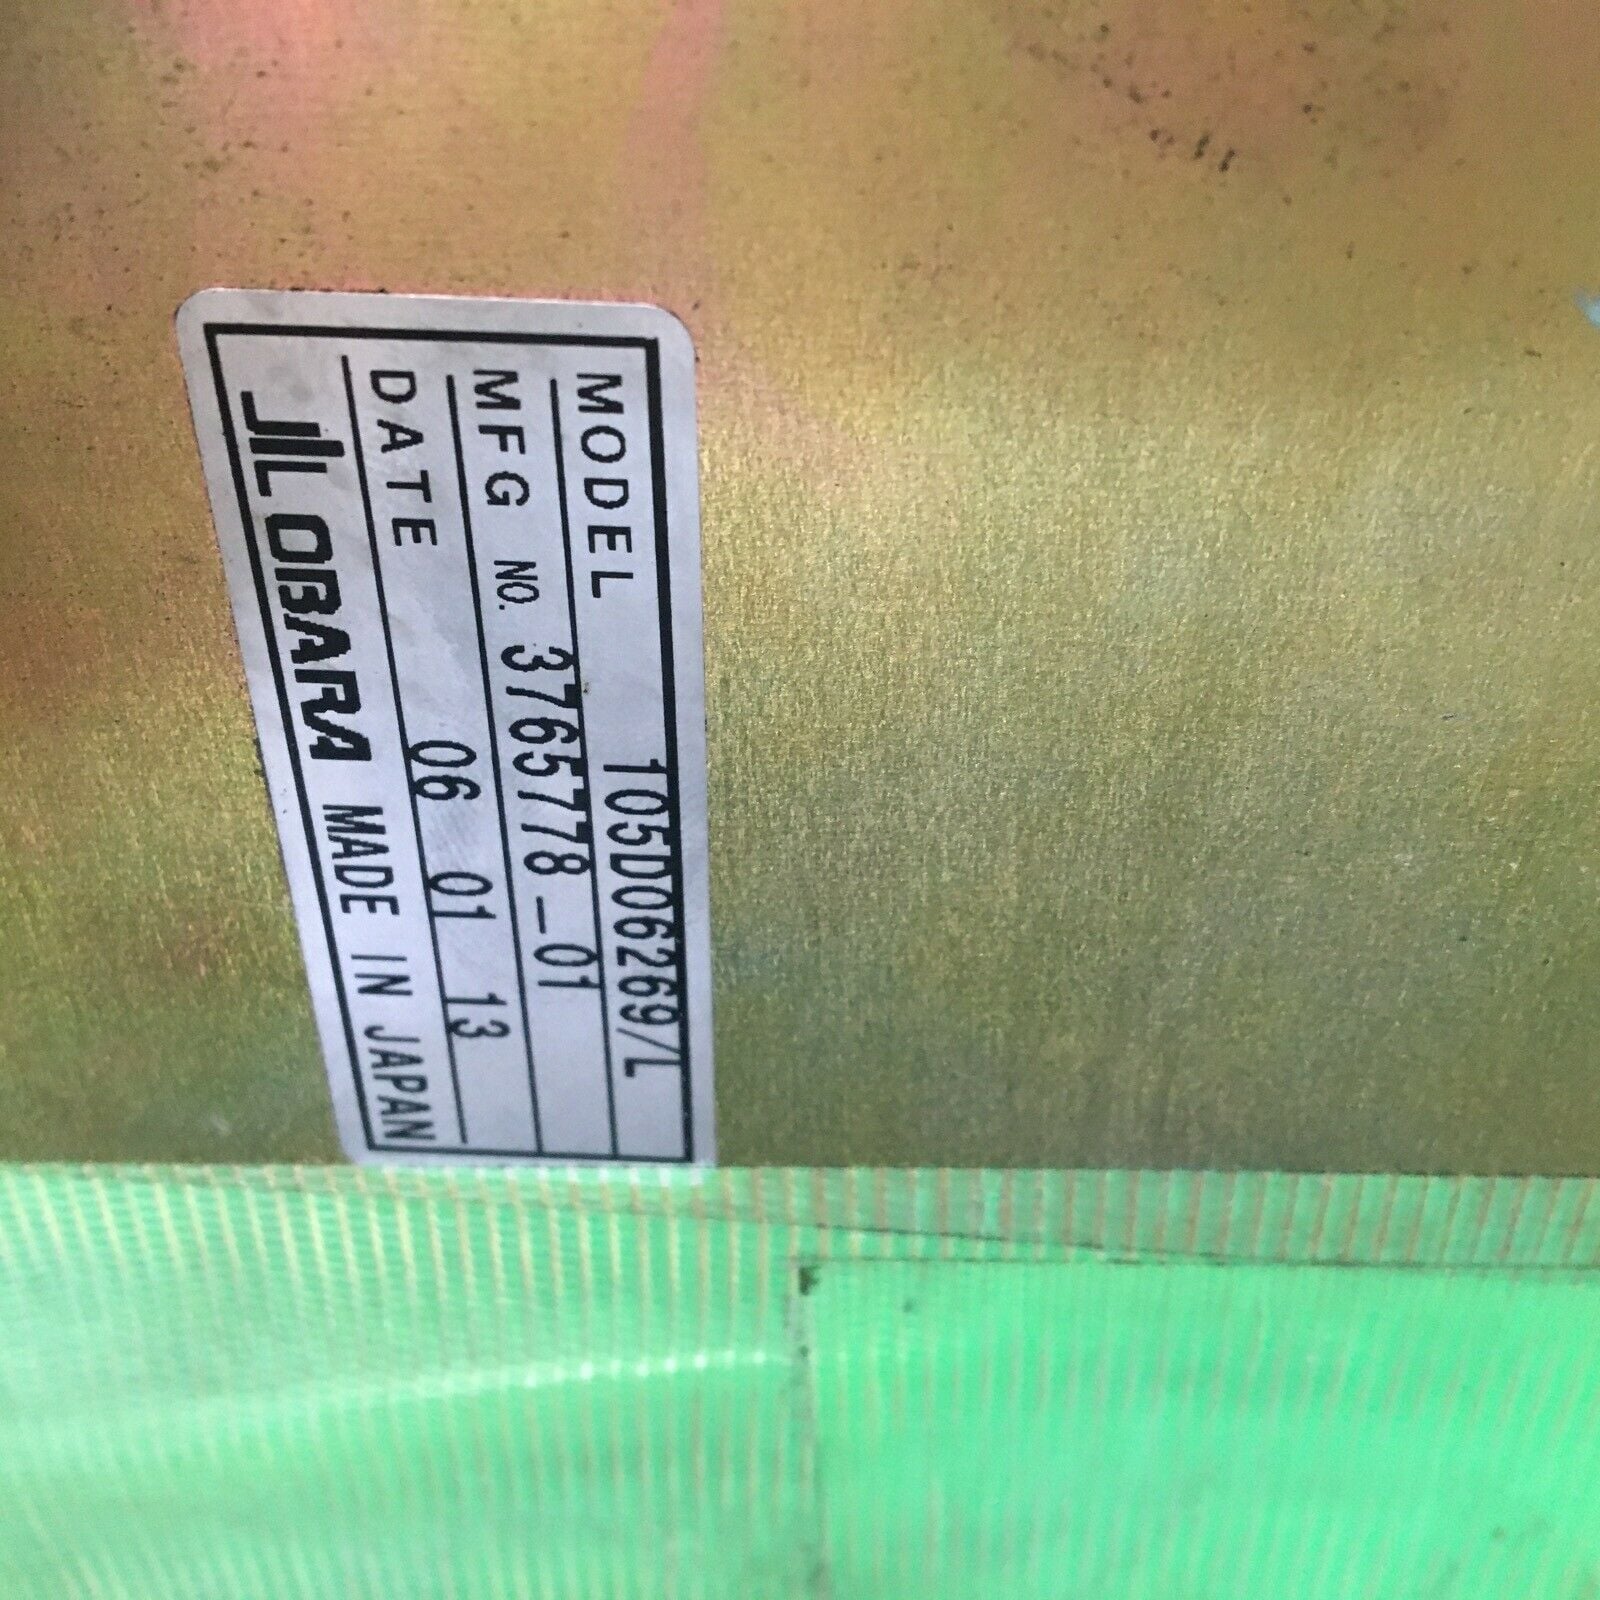 MODEL 105D06269/L
MFG NO. 3765778-01
DATE 06 01 13
OBARA MADE IN JAPAN